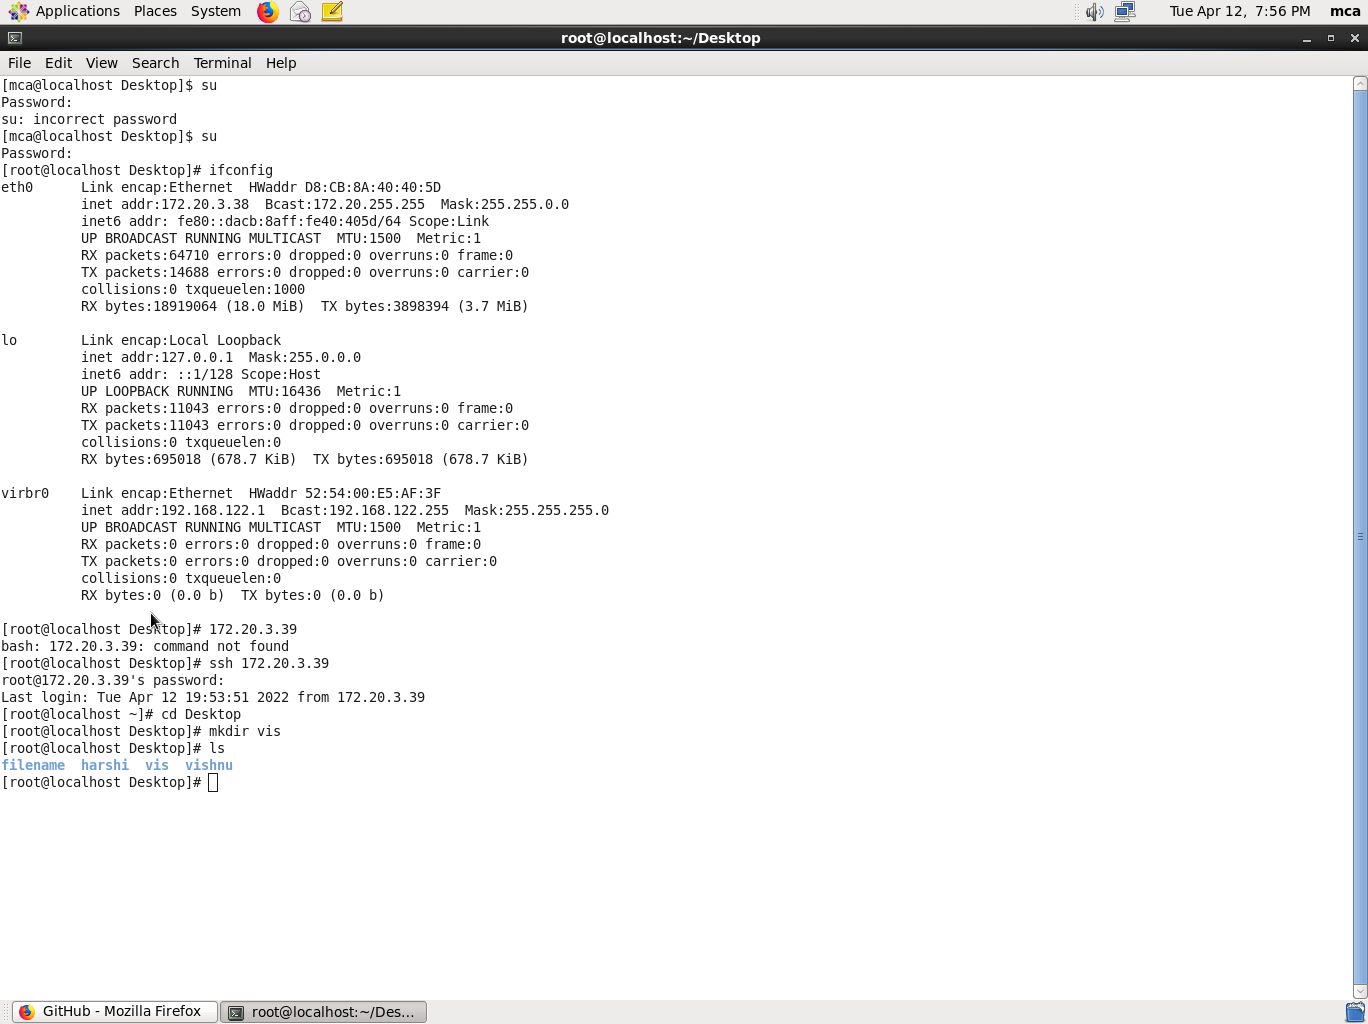 Applications Places System Tue Apr 12, 7:56 PM mca
root@localhost:~/Desktop
File Edit View Search Terminal Help
[mca@localhost Desktop]$ su
Password:
su: incorrect password
[mca@localhost Desktop]$ su
Password:
[root@localhost Desktop]# ifconfig
eth0      Link encap:Ethernet  HWaddr D8:CB:8A:40:40:5D
          inet addr:172.20.3.38  Bcast:172.20.255.255  Mask:255.255.0.0
          inet6 addr: fe80::dacb:8aff:fe40:405d/64 Scope:Link
          UP BROADCAST RUNNING MULTICAST  MTU:1500  Metric:1
          RX packets:64710 errors:0 dropped:0 overruns:0 frame:0
          TX packets:14688 errors:0 dropped:0 overruns:0 carrier:0
          collisions:0 txqueuelen:1000
          RX bytes:18919064 (18.0 MiB)  TX bytes:3898394 (3.7 MiB)

lo        Link encap:Local Loopback
          inet addr:127.0.0.1  Mask:255.0.0.0
          inet6 addr: ::1/128 Scope:Host
          UP LOOPBACK RUNNING  MTU:16436  Metric:1
          RX packets:11043 errors:0 dropped:0 overruns:0 frame:0
          TX packets:11043 errors:0 dropped:0 overruns:0 carrier:0
          collisions:0 txqueuelen:0
          RX bytes:695018 (678.7 KiB)  TX bytes:695018 (678.7 KiB)

virbr0    Link encap:Ethernet  HWaddr 52:54:00:E5:AF:3F
          inet addr:192.168.122.1  Bcast:192.168.122.255  Mask:255.255.255.0
          UP BROADCAST RUNNING MULTICAST  MTU:1500  Metric:1
          RX packets:0 errors:0 dropped:0 overruns:0 frame:0
          TX packets:0 errors:0 dropped:0 overruns:0 carrier:0
          collisions:0 txqueuelen:0
          RX bytes:0 (0.0 b)  TX bytes:0 (0.0 b)

[root@localhost Desktop]# 172.20.3.39
bash: 172.20.3.39: command not found
[root@localhost Desktop]# ssh 172.20.3.39
root@172.20.3.39's password:
Last login: Tue Apr 12 19:53:51 2022 from 172.20.3.39
[root@localhost ~]# cd Desktop
[root@localhost Desktop]# mkdir vis
[root@localhost Desktop]# ls
filename  harshi  vis  vishnu
[root@localhost Desktop]#
GitHub - Mozilla Firefox root@localhost:~/Des...